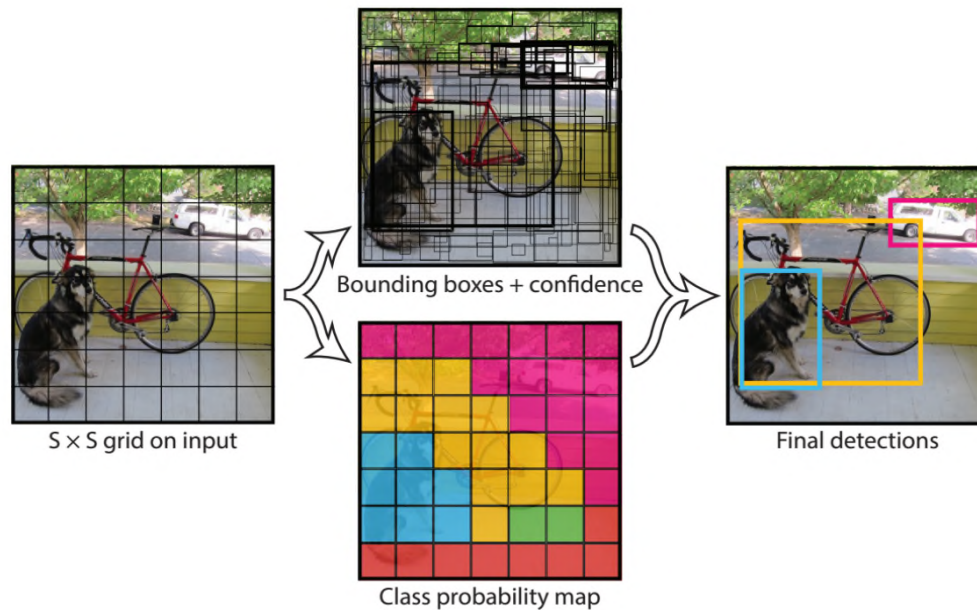 S × S grid on input
Bounding boxes + confidence
Class probability map
Final detections